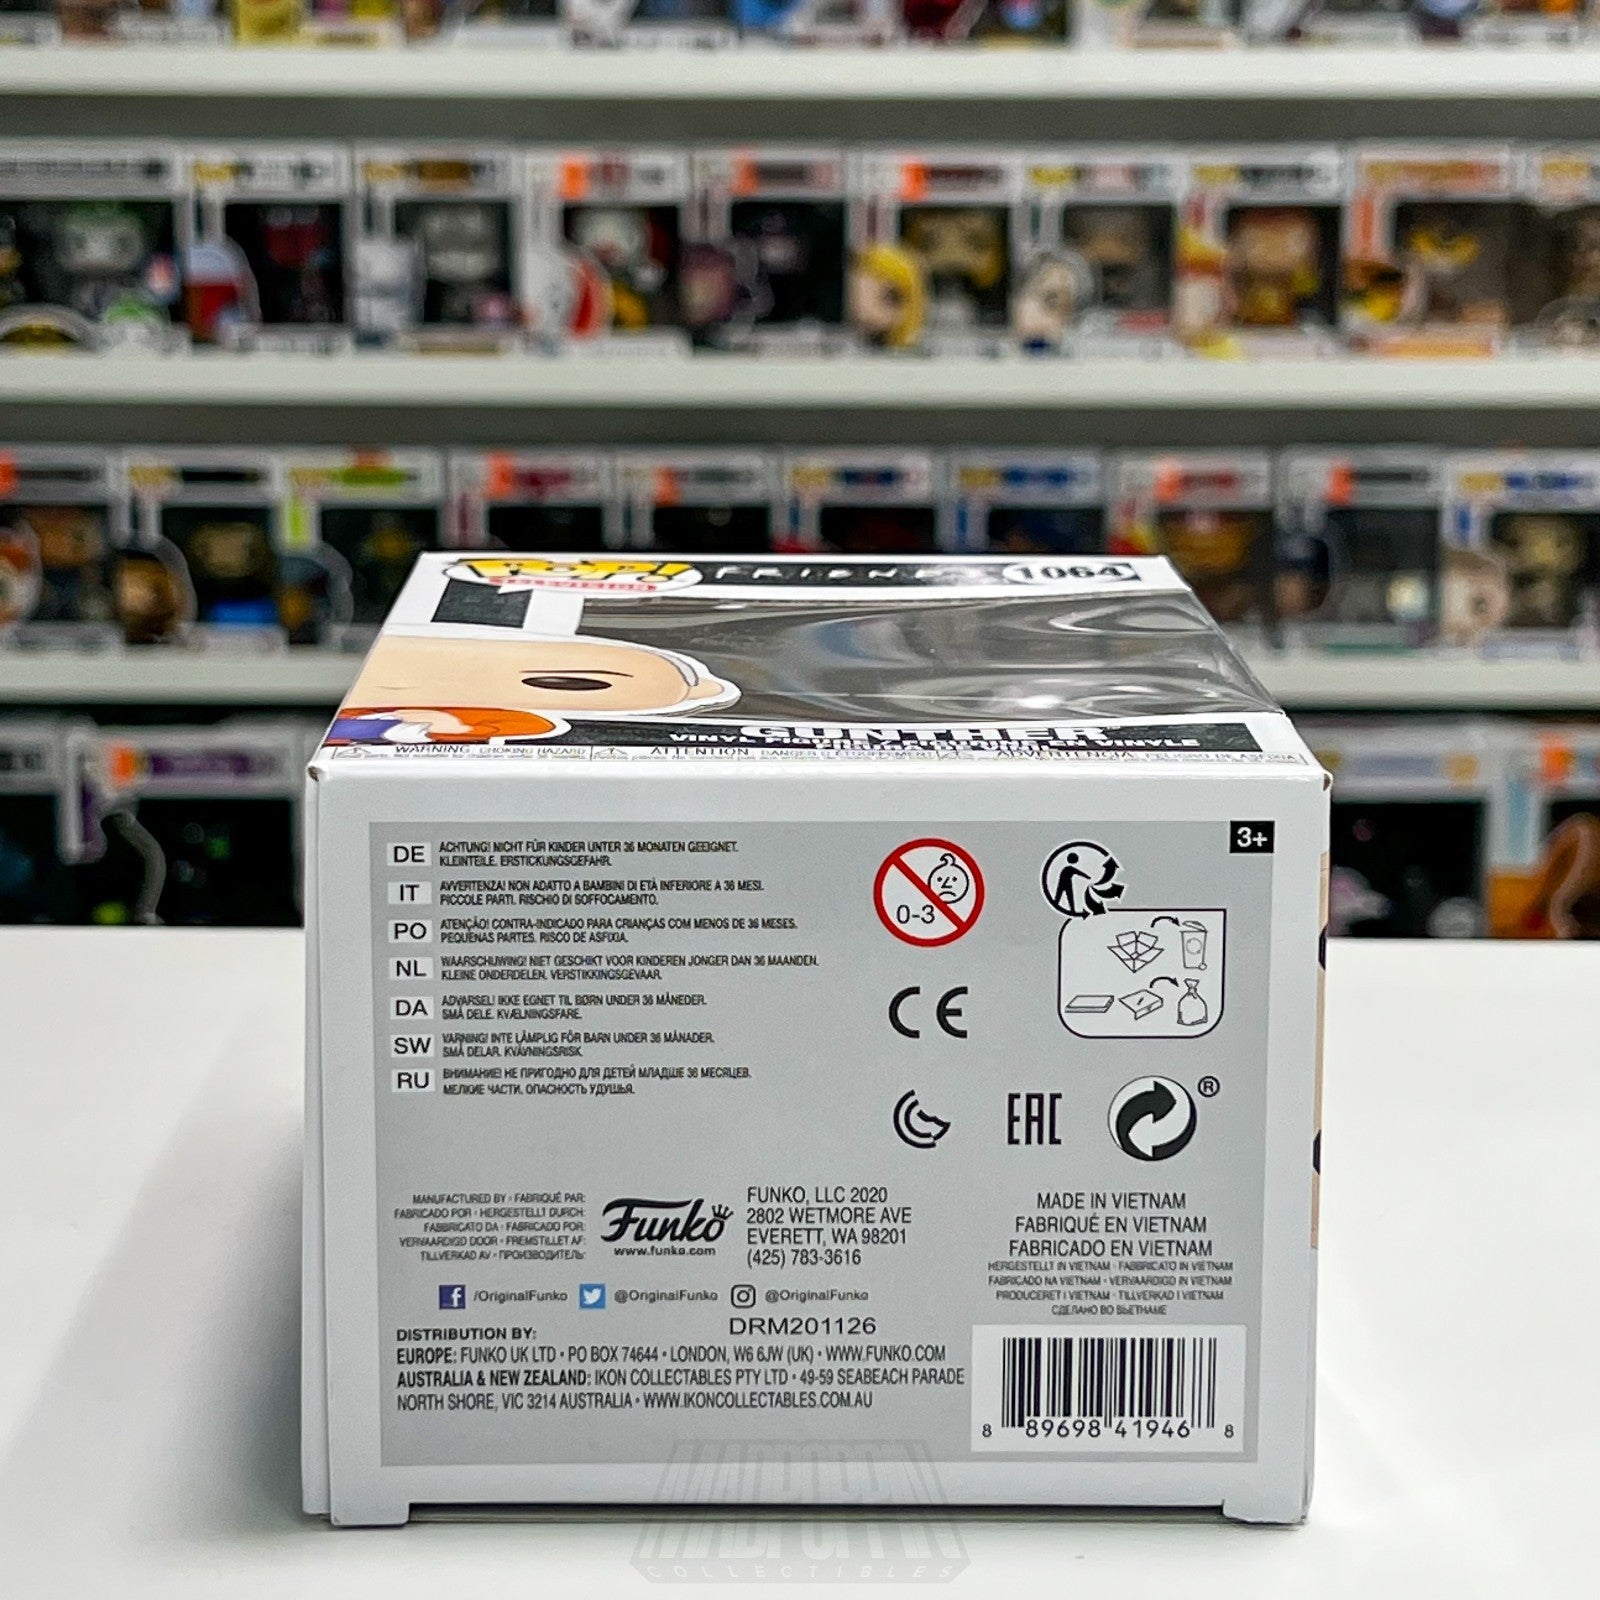 POP! FRIENDS 1064
TELEVISION
GUNTHER™
WARNING: CHOKING HAZARD ATTENTION: DANGER D'ÉTOUFFEMENT ADVERTENCIA: PELIGRO DE ASFIXIA
3+
DE ACHTUNG! NICHT FÜR KINDER UNTER 36 MONATEN GEEIGNET.
KLEINTEILE. ERSTICKUNGSGEFAHR.
IT AVVERTENZA! NON ADATTO A BAMBINI DI ETÀ INFERIORE A 36 MESI.
PICCOLE PARTI. RISCHIO DI SOFFOCAMENTO.
PO ATENÇÃO! CONTRA-INDICADO PARA CRIANÇAS COM MENOS DE 36 MESES.
PEQUENAS PARTES. RISCO DE ASFIXIA.
NL WAARSCHUWING! NIET GESCHIKT VOOR KINDEREN JONGER DAN 36 MAANDEN.
KLEINE ONDERDELEN. VERSTIKKINGSGEVAAR.
DA ADVARSEL! IKKE EGNET TIL BØRN UNDER 36 MÅNEDER.
SMÅ DELE. KVÆLNINGSFARE.
SW VARNING! INTE LÄMPLIG FÖR BARN UNDER 36 MÅNADER.
SMÅ DELAR. KVÄVNINGSRISK.
RU ВНИМАНИЕ! НЕ ПРИГОДНО ДЛЯ ДЕТЕЙ МЛАДШЕ 36 МЕСЯЦЕВ.
МЕЛКИЕ ЧАСТИ. ОПАСНОСТЬ УДУШЬЯ.
0-3
CE
EAC
®
MANUFACTURED BY • FABRIQUÉ PAR:
FABRICADO POR • HERGESTELLT DURCH:
FABBRICATO DA • FABRICADO POR:
VERVAARDIGD DOOR • FREMSTILLET AF:
TILLVERKAD AV • ПРОИЗВОДИТЕЛЬ:
Funko
www.funko.com
FUNKO, LLC 2020
2802 WETMORE AVE
EVERETT, WA 98201
(425) 783-3616
MADE IN VIETNAM
FABRIQUÉ EN VIETNAM
FABRICADO EN VIETNAM
HERGESTELLT IN VIETNAM • FABBRICATO IN VIETNAM
FABRICADO NA VIETNAM • VERVAARDIGD IN VIETNAM
PRODUCERET I VIETNAM • TILLVERKAD I VIETNAM
СДЕЛАНО ВО ВЬЕТНАМЕ
/OriginalFunko @OriginalFunko @OriginalFunko
DRM201126
DISTRIBUTION BY:
EUROPE: FUNKO UK LTD • PO BOX 74644 • LONDON, W6 6JW (UK) • WWW.FUNKO.COM
AUSTRALIA & NEW ZEALAND: IKON COLLECTABLES PTY LTD • 49-59 SEABEACH PARADE
NORTH SHORE, VIC 3214 AUSTRALIA • WWW.IKONCOLLECTABLES.COM.AU
8 89698 41946 8
MADPOPPIN
COLLECTIBLES